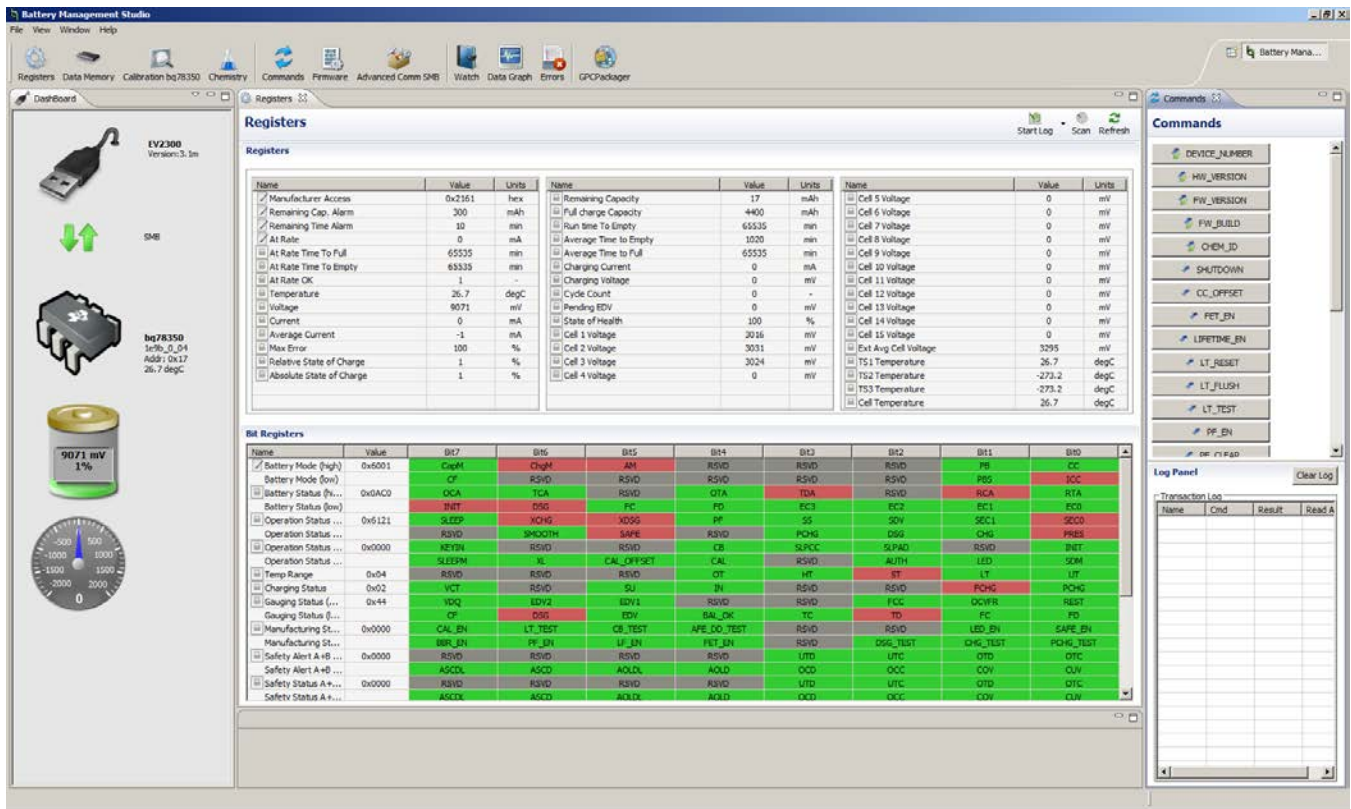 Battery Management Studio
File View Window Help
Registers Data Memory Calibration bq78350 Chemistry Commands Firmware Advanced Comm SMB Watch Data Graph Errors GPCPackager
Battery Mana...
DashBoard
EV2300
Version:3.1m
SMB
bq78350
1e9b_0_04
Addr: 0x17
26.7 degC
9071 mV
1%
-500 500
-1000 1000
-1500 1500
-2000 2000
0
Registers
Registers
Start Log Scan Refresh
Registers
Name Value Units
Manufacturer Access 0x2161 hex
Remaining Cap. Alarm 300 mAh
Remaining Time Alarm 10 min
At Rate 0 mA
At Rate Time To Full 65535 min
At Rate Time To Empty 65535 min
At Rate OK 1 -
Temperature 26.7 degC
Voltage 9071 mV
Current 0 mA
Average Current -1 mA
Max Error 100 %
Relative State of Charge 1 %
Absolute State of Charge 1 %
Name Value Units
Remaining Capacity 17 mAh
Full charge Capacity 4400 mAh
Run time To Empty 65535 min
Average Time to Empty 1020 min
Average Time to Full 65535 min
Charging Current 0 mA
Charging Voltage 0 mV
Cycle Count 0 -
Pending EDV 0 mV
State of Health 100 %
Cell 1 Voltage 3016 mV
Cell 2 Voltage 3031 mV
Cell 3 Voltage 3024 mV
Cell 4 Voltage 0 mV
Name Value Units
Cell 5 Voltage 0 mV
Cell 6 Voltage 0 mV
Cell 7 Voltage 0 mV
Cell 8 Voltage 0 mV
Cell 9 Voltage 0 mV
Cell 10 Voltage 0 mV
Cell 11 Voltage 0 mV
Cell 12 Voltage 0 mV
Cell 13 Voltage 0 mV
Cell 14 Voltage 0 mV
Cell 15 Voltage 0 mV
Ext Avg Cell Voltage 3295 mV
TS1 Temperature 26.7 degC
TS2 Temperature -273.2 degC
TS3 Temperature -273.2 degC
Cell Temperature 26.7 degC
Bit Registers
Name Value Bit7 Bit6 Bit5 Bit4 Bit3 Bit2 Bit1 Bit0
Battery Mode (high) 0x6001 CapM ChgM AM RSVD RSVD RSVD PB CC
Battery Mode (low) CF RSVD RSVD RSVD RSVD RSVD PBS ICC
Battery Status (hi... 0x0AC0 OCA TCA RSVD OTA TDA RSVD RCA RTA
Battery Status (low) INIT DSG FC FD EC3 EC2 EC1 EC0
Operation Status ... 0x6121 SLEEP XCHG XDSG PF SS SDV SEC1 SEC0
Operation Status ... RSVD SMOOTH SAFE RSVD PCHG DSG CHG PRES
Operation Status ... 0x0000 KEYIN RSVD RSVD CB SLPCC SLPAD RSVD INIT
Operation Status ... SLEEPM XL CAL_OFFSET CAL RSVD AUTH LED SDM
Temp Range 0x04 RSVD RSVD RSVD OT HT ST LT UT
Charging Status 0x02 VCT RSVD SU IN RSVD RSVD FCHG PCHG
Gauging Status (... 0x44 VDQ EDV2 EDV1 RSVD RSVD FCC OCVFR REST
Gauging Status (l... CF DSG EDV BAL_OK TC TD FC FD
Manufacturing St... 0x0000 CAL_EN LT_TEST CB_TEST AFE_DD_TEST RSVD RSVD LED_EN SAFE_EN
Manufacturing St... BBR_EN PF_EN LF_EN FET_EN RSVD DSG_TEST CHG_TEST PCHG_TEST
Safety Alert A+B ... 0x0000 RSVD RSVD RSVD RSVD UTD UTC OTD OTC
Safety Alert A+B ... ASCDL ASCD AOLDL AOLD OCD OCC COV CUV
Safety Status A+... 0x0000 RSVD RSVD RSVD RSVD UTD UTC OTD OTC
Safety Status A+... ASCDL ASCD AOLDL AOLD OCD OCC COV CUV
Commands
Commands
DEVICE_NUMBER
HW_VERSION
FW_VERSION
FW_BUILD
CHEM_ID
SHUTDOWN
CC_OFFSET
FET_EN
LIFETIME_EN
LT_RESET
LT_FLUSH
LT_TEST
PF_EN
PF_CLEAR
Log Panel
Clear Log
Transaction Log
Name Cmd Result Read A